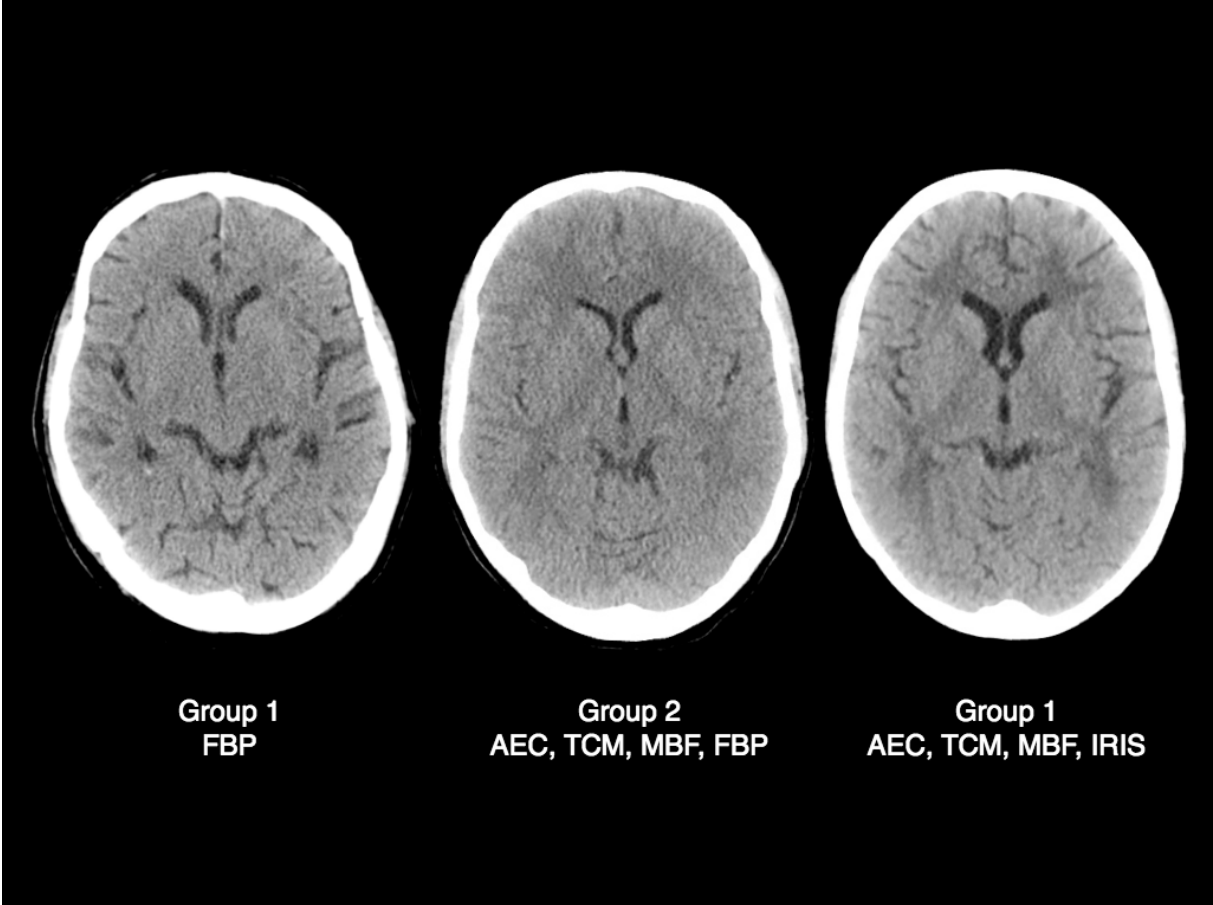 Group 1
FBP
Group 2
AEC, TCM, MBF, FBP
Group 1
AEC, TCM, MBF, IRIS